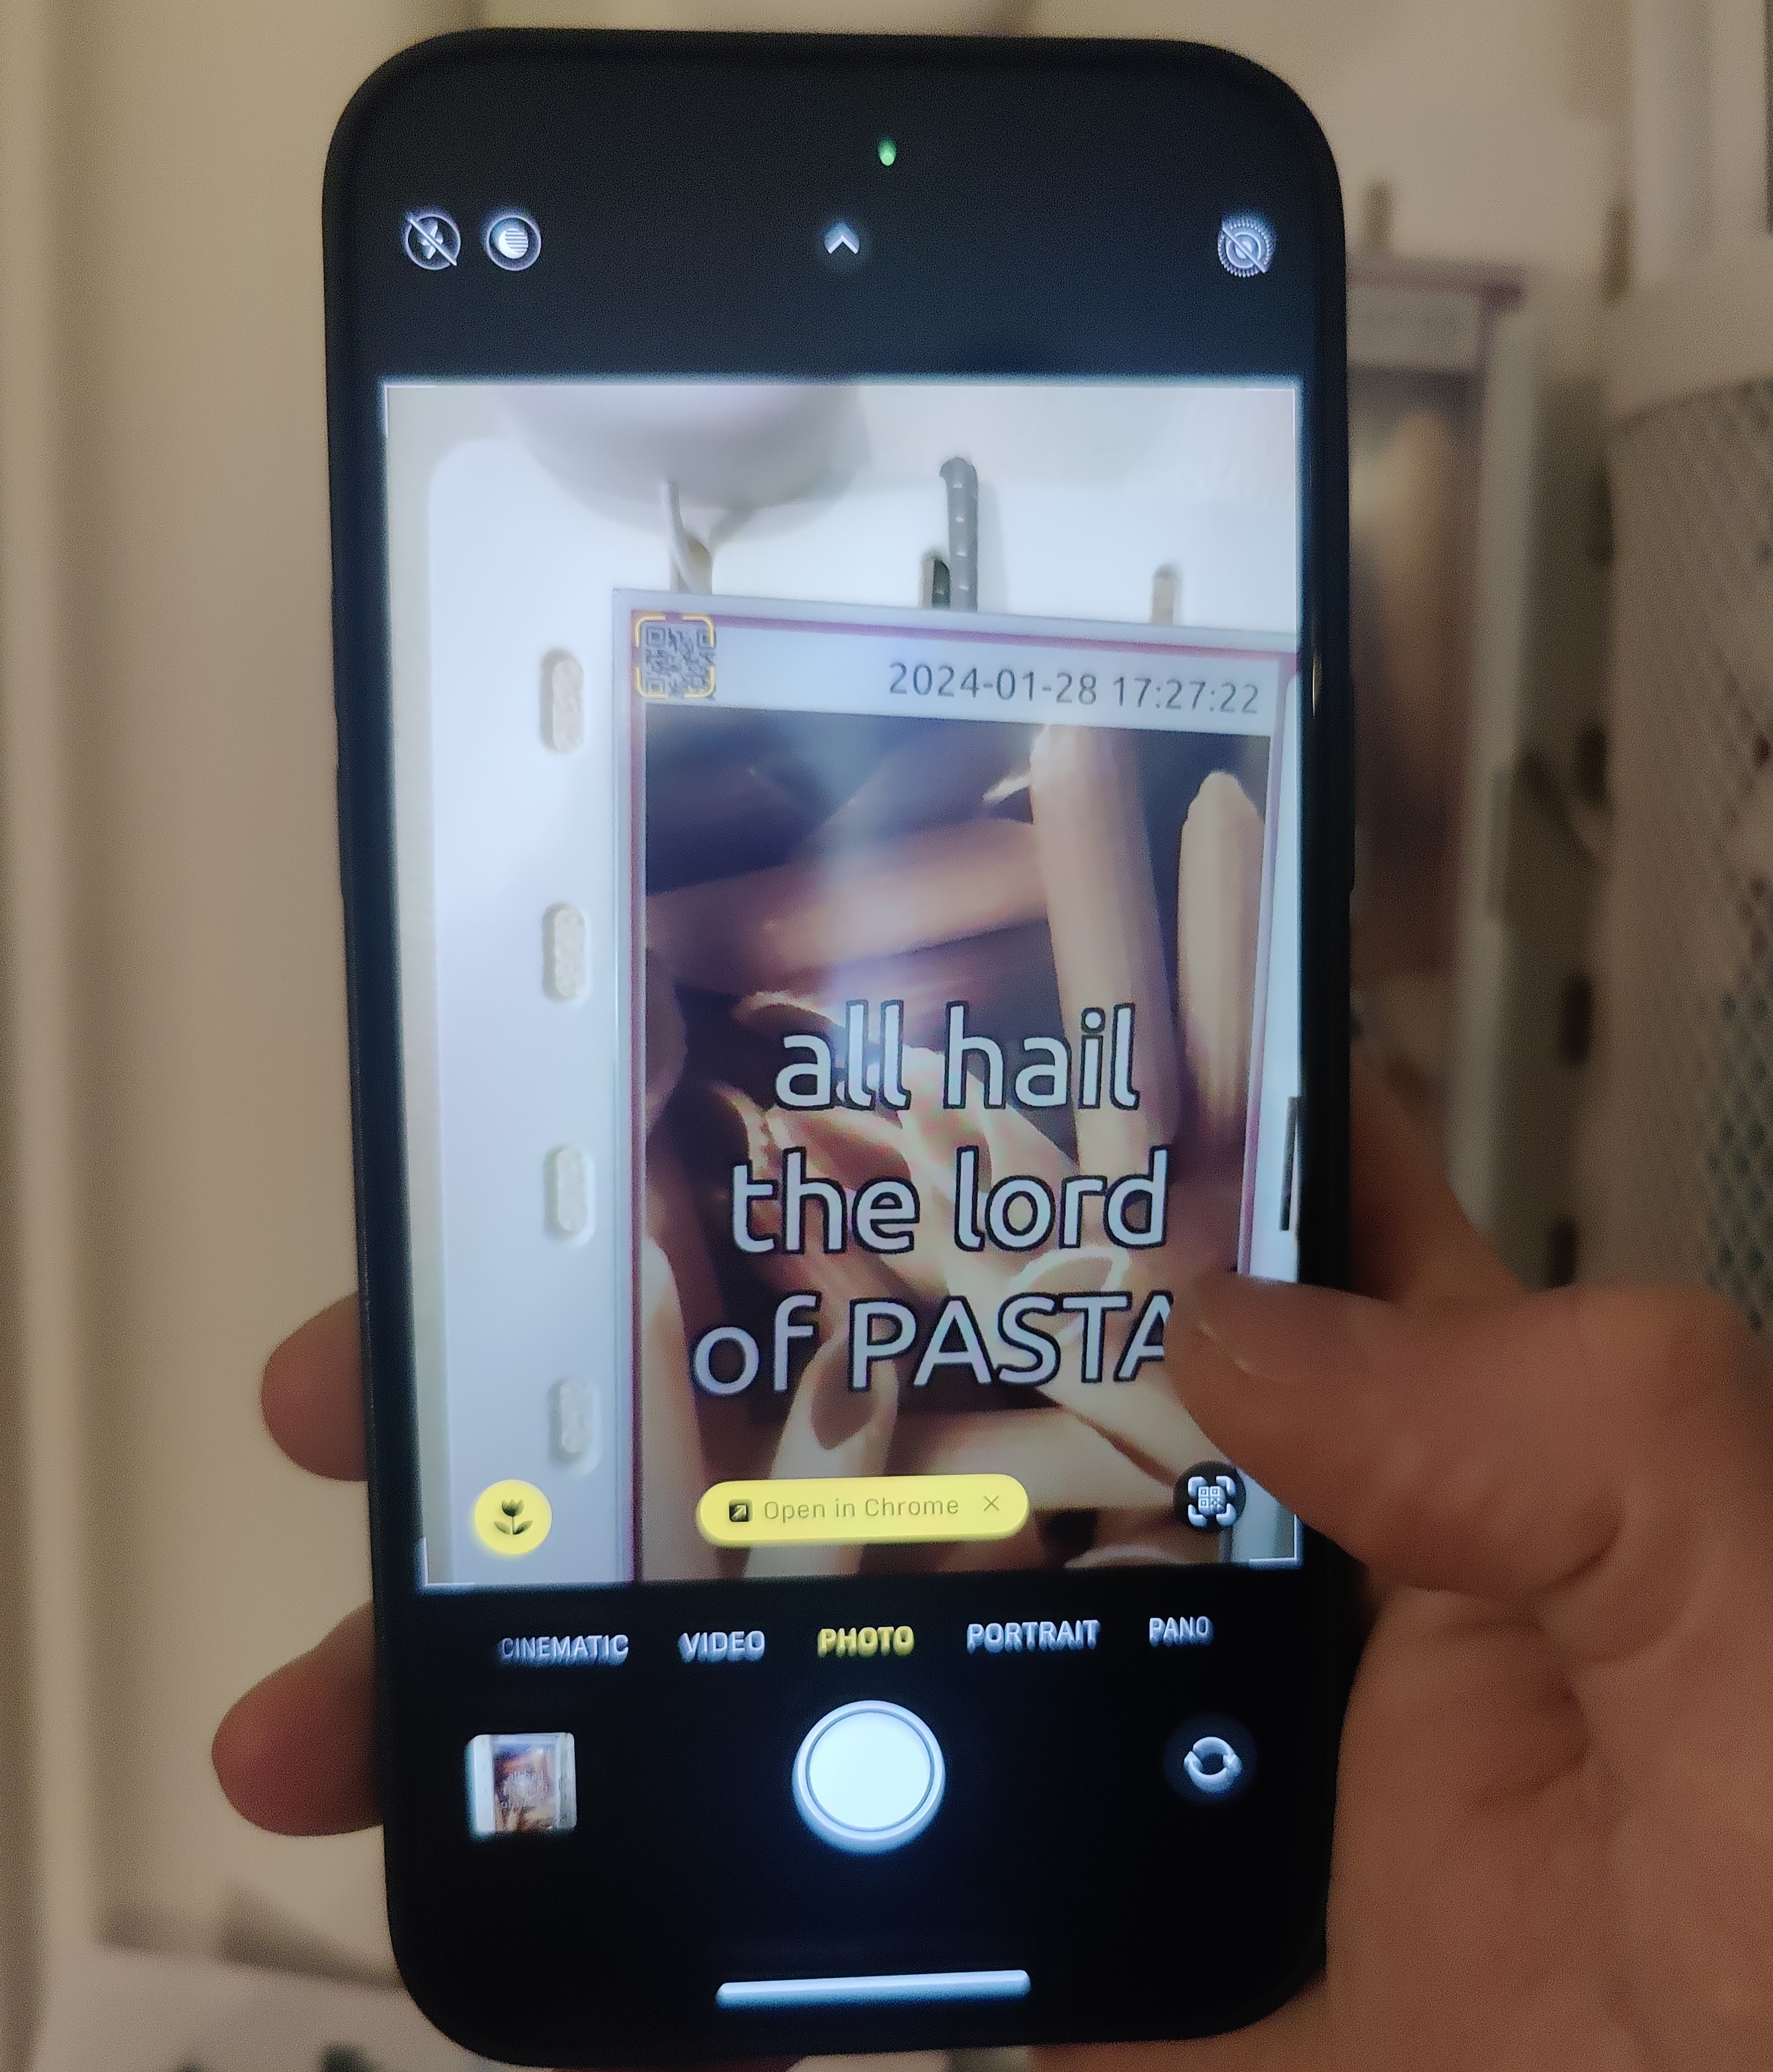 2024-01-28 17:27:22
all hail
the lord
of PASTA
Open in Chrome
CINEMATIC VIDEO PHOTO PORTRAIT PANO